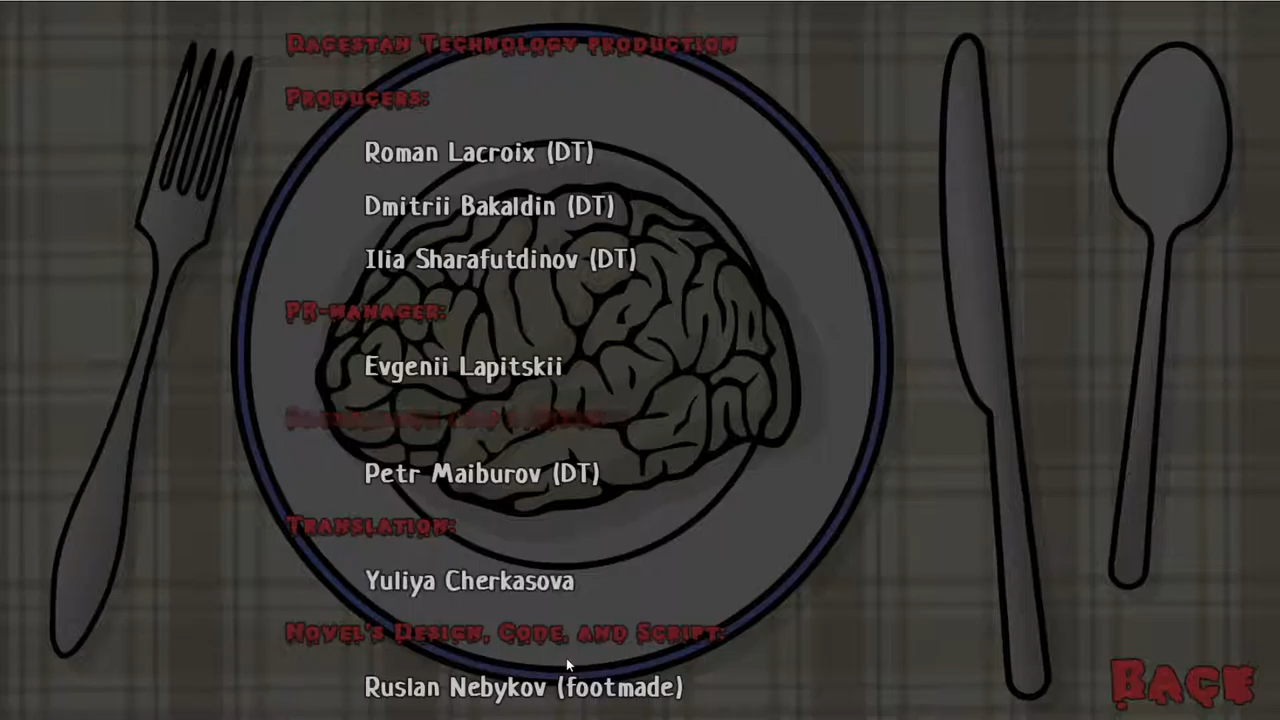 Dagestan Technology production
Producers:
Roman Lacroix (DT)
Dmitrii Bakaldin (DT)
Ilia Sharafutdinov (DT)
PR-manager:
Evgenii Lapitskii
Petr Maiburov (DT)
Translation:
Yuliya Cherkasova
Novel's Design, Code, and Script:
Ruslan Nebykov (footmade)
Back